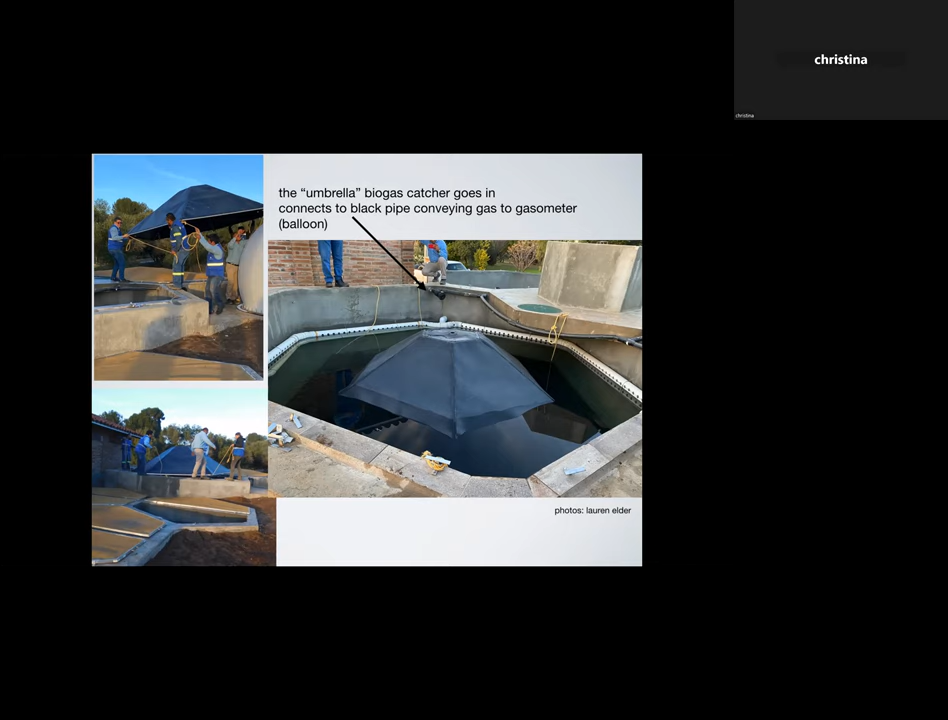 christina
christina
the “umbrella” biogas catcher goes in
connects to black pipe conveying gas to gasometer
(balloon)
photos: lauren elder